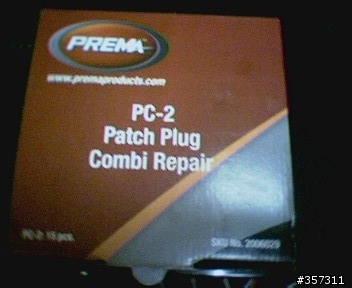 PREMA
www.premaproducts.com
PC-2
Patch Plug
Combi Repair
PC-2: 15 pcs.
SKU No. 2006029
#357311